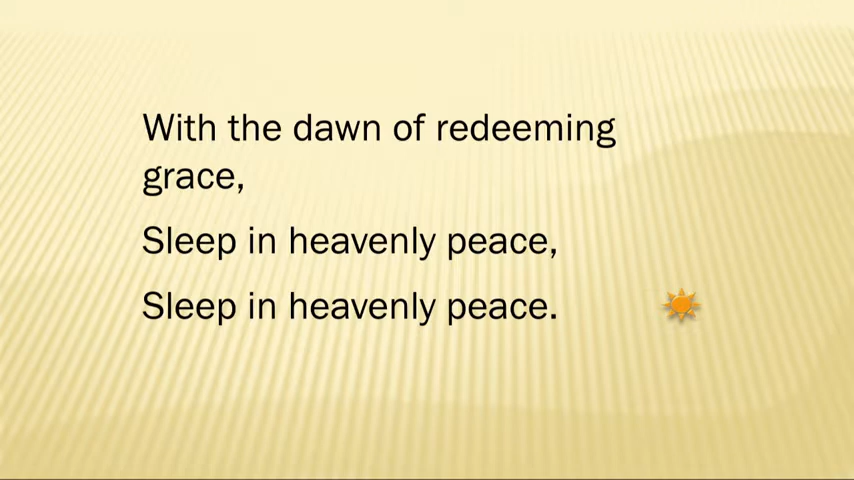 With the dawn of redeeming
grace,
Sleep in heavenly peace,
Sleep in heavenly peace.